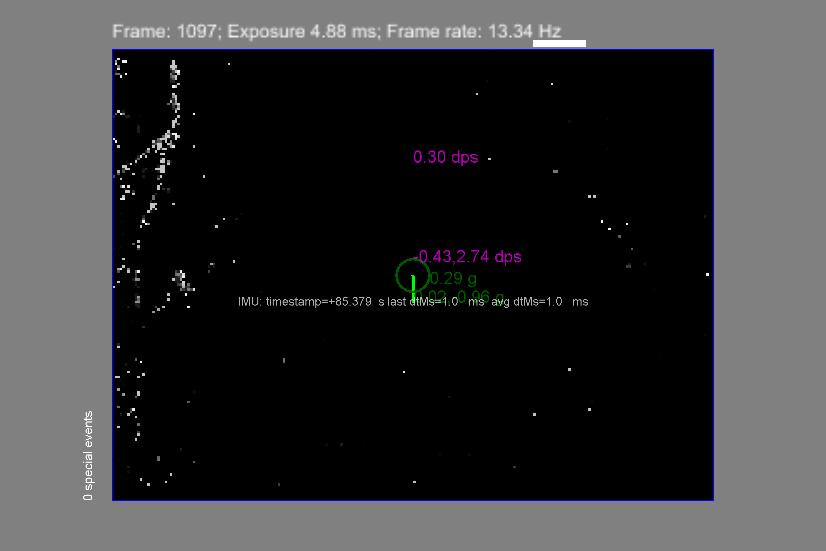 Frame: 1097; Exposure 4.88 ms; Frame rate: 13.34 Hz
0.30 dps
-0.43,2.74 dps
0.29 g
IMU: timestamp=+85.379 s last dtMs=1.0 ms avg dtMs=1.0 ms
0 special events